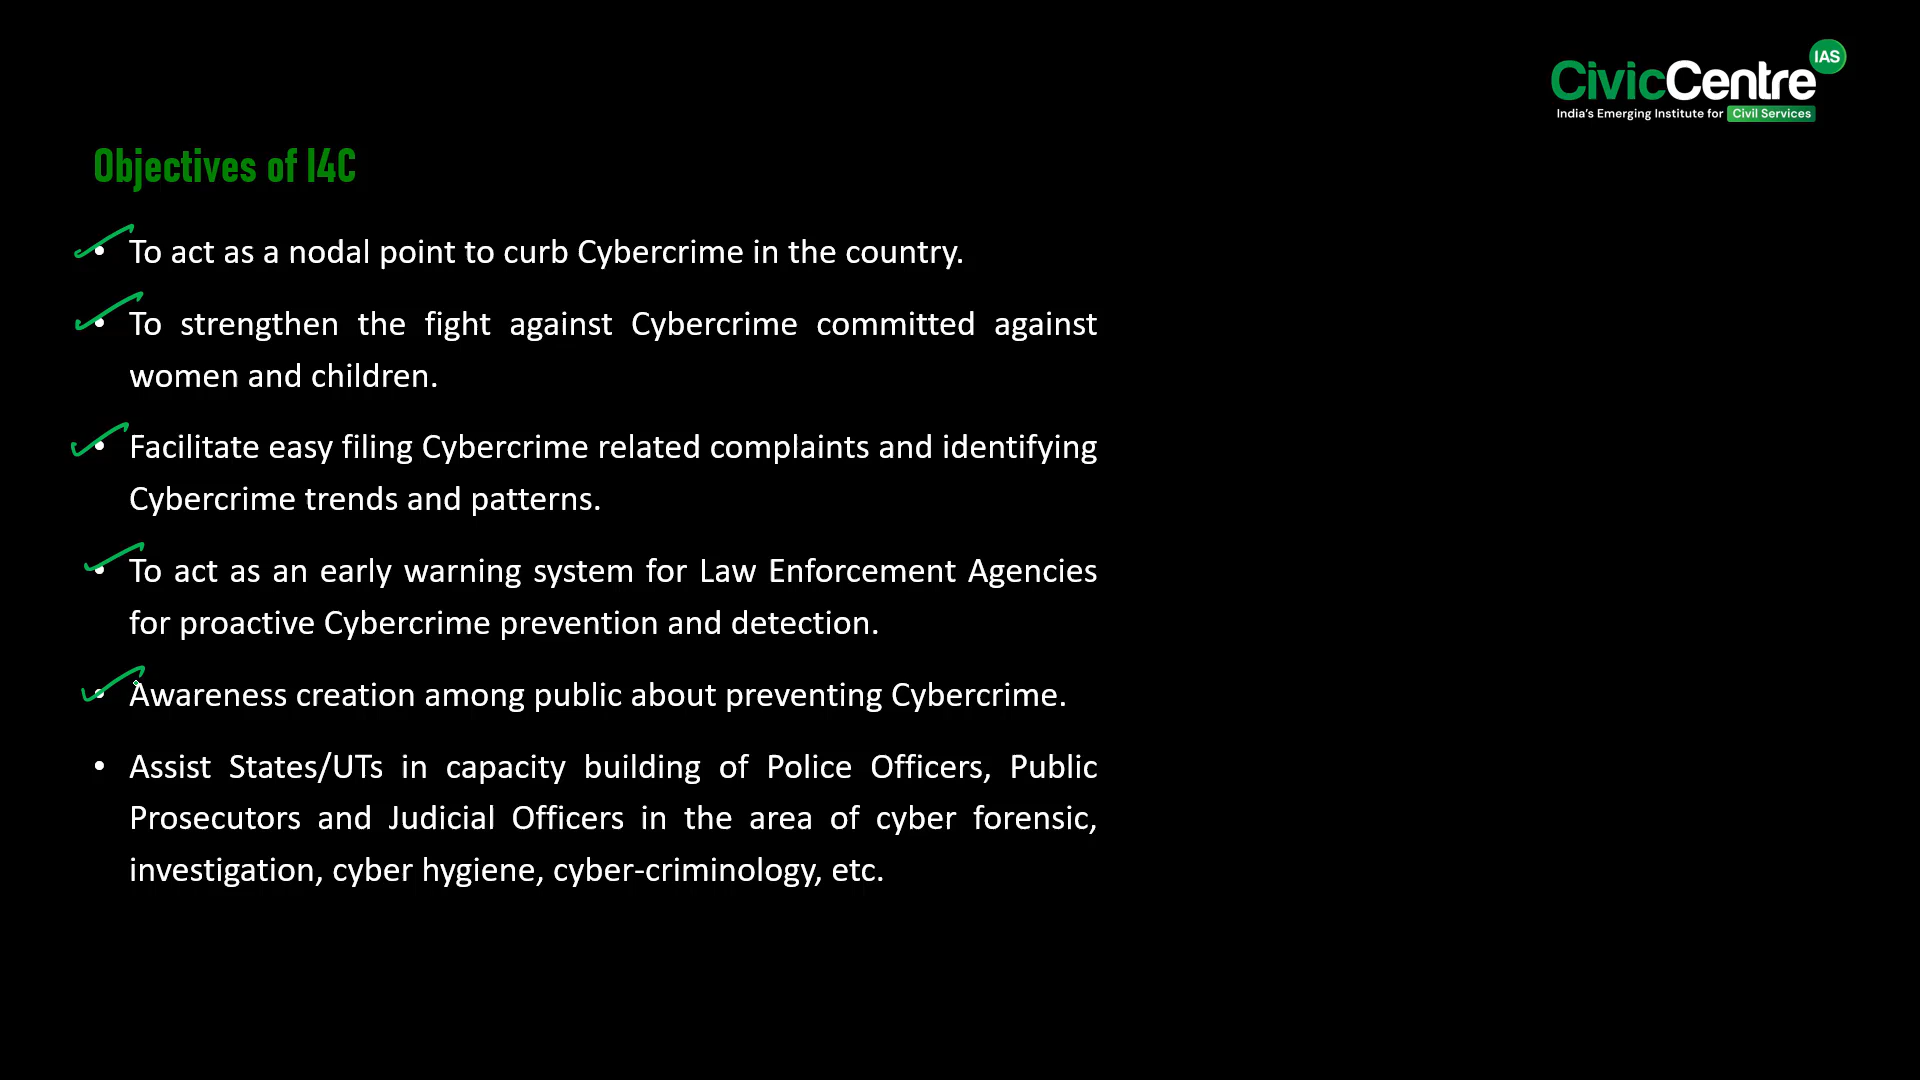 CivicCentre IAS
India's Emerging Institute for Civil Services
Objectives of I4C
• To act as a nodal point to curb Cybercrime in the country.
• To strengthen the fight against Cybercrime committed against
women and children.
• Facilitate easy filing Cybercrime related complaints and identifying
Cybercrime trends and patterns.
• To act as an early warning system for Law Enforcement Agencies
for proactive Cybercrime prevention and detection.
• Awareness creation among public about preventing Cybercrime.
• Assist States/UTs in capacity building of Police Officers, Public
Prosecutors and Judicial Officers in the area of cyber forensic,
investigation, cyber hygiene, cyber-criminology, etc.